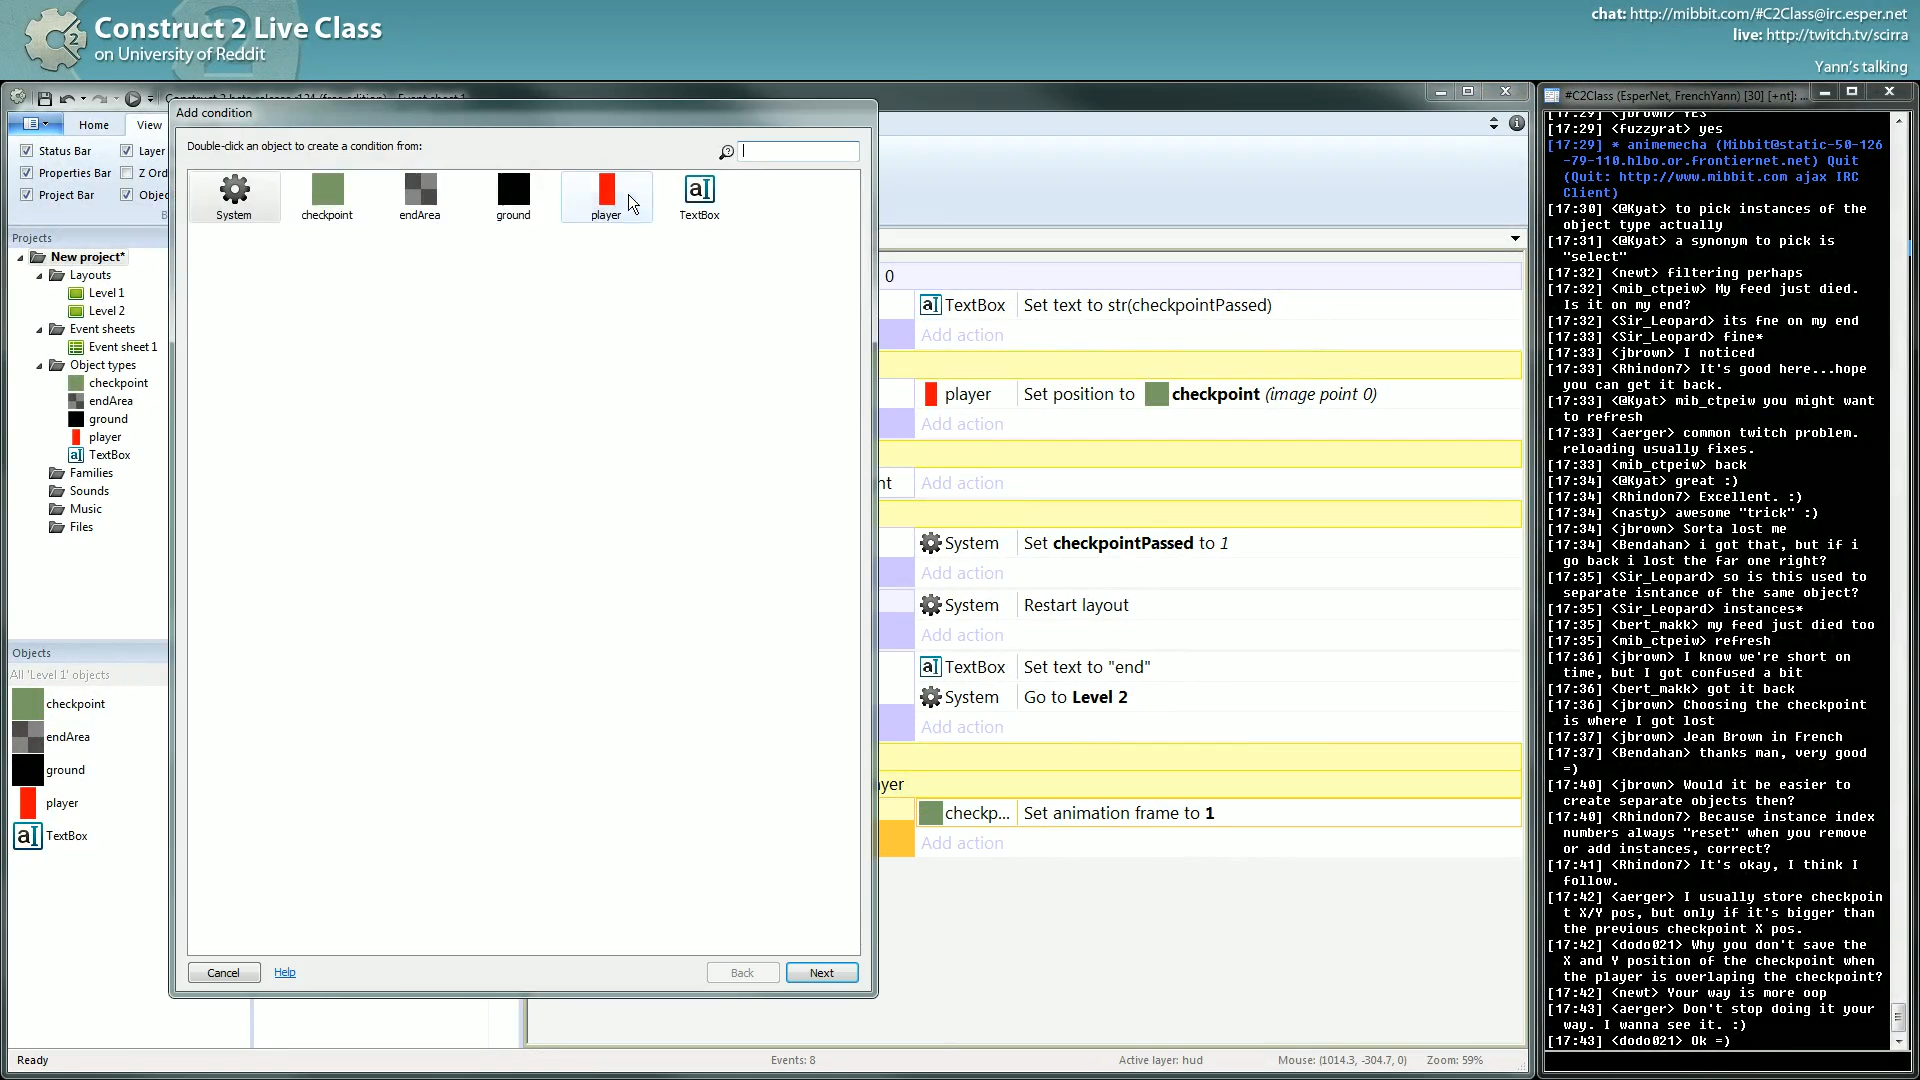 Construct 2 Live Class
on University of Reddit
chat: http://mibbit.com/#C2Class@irc.esper.net
live: http://twitch.tv/scirra
Yann's talking
Home
View
Status Bar
Layer
Properties Bar
Z Ord
Project Bar
Objec
Projects
New project*
Layouts
Level 1
Level 2
Event sheets
Event sheet 1
Object types
checkpoint
endArea
ground
player
TextBox
Families
Sounds
Music
Files
Objects
All 'Level 1' objects
checkpoint
endArea
ground
player
TextBox
Add condition
Double-click an object to create a condition from:
System
checkpoint
endArea
ground
player
TextBox
Cancel
Help
Back
Next
0
TextBox Set text to str(checkpointPassed)
Add action
player Set position to checkpoint (image point 0)
Add action
nt Add action
System Set checkpointPassed to 1
Add action
System Restart layout
Add action
TextBox Set text to "end"
System Go to Level 2
Add action
ayer
checkp... Set animation frame to 1
Add action
Ready
Events: 8
Active layer: hud
Mouse: (1014.3, -304.7, 0)
Zoom: 59%
#C2Class (EsperNet, FrenchYann) [30] [+nt]: ...
[17:29] <jbrown> YES
[17:29] <fuzzyrat> yes
[17:29] * animemecha (Mibbit@static-50-126
-79-110.hlbo.or.frontiernet.net) Quit
(Quit: http://www.mibbit.com ajax IRC
Client)
[17:30] <@Kyat> to pick instances of the
object type actually
[17:31] <@Kyat> a synonym to pick is
"select"
[17:32] <newt> filtering perhaps
[17:32] <mib_ctpeiw> My feed just died.
Is it on my end?
[17:32] <Sir_Leopard> its fne on my end
[17:33] <Sir_Leopard> fine*
[17:33] <jbrown> I noticed
[17:33] <Rhindon7> It's good here...hope
you can get it back.
[17:33] <@Kyat> mib_ctpeiw you might want
to refresh
[17:33] <aerger> common twitch problem.
reloading usually fixes.
[17:33] <mib_ctpeiw> back
[17:34] <@Kyat> great :)
[17:34] <Rhindon7> Excellent. :)
[17:34] <nasty> awesome "trick" :)
[17:34] <jbrown> Sorta lost me
[17:34] <Bendahan> i got that, but if i
go back i lost the far one right?
[17:35] <Sir_Leopard> so is this used to
separate isntance of the same object?
[17:35] <Sir_Leopard> instances*
[17:35] <bert_makk> my feed just died too
[17:35] <mib_ctpeiw> refresh
[17:36] <jbrown> I know we're short on
time, but I got confused a bit
[17:36] <bert_makk> got it back
[17:36] <jbrown> Choosing the checkpoint
is where I got lost
[17:37] <jbrown> Jean Brown in French
[17:37] <Bendahan> thanks man, very good
=)
[17:40] <jbrown> Would it be easier to
create separate objects then?
[17:40] <Rhindon7> Because instance index
numbers always "reset" when you remove
or add instances, correct?
[17:41] <Rhindon7> It's okay, I think I
follow.
[17:42] <aerger> I usually store checkpoin
t X/Y pos, but only if it's bigger than
the previous checkpoint X pos.
[17:42] <dodo021> Why you don't save the
X and Y position of the checkpoint when
the player is overlaping the checkpoint?
[17:42] <newt> Your way is more oop
[17:43] <aerger> Don't stop doing it your
way. I wanna see it. :)
[17:43] <dodo021> Ok =)